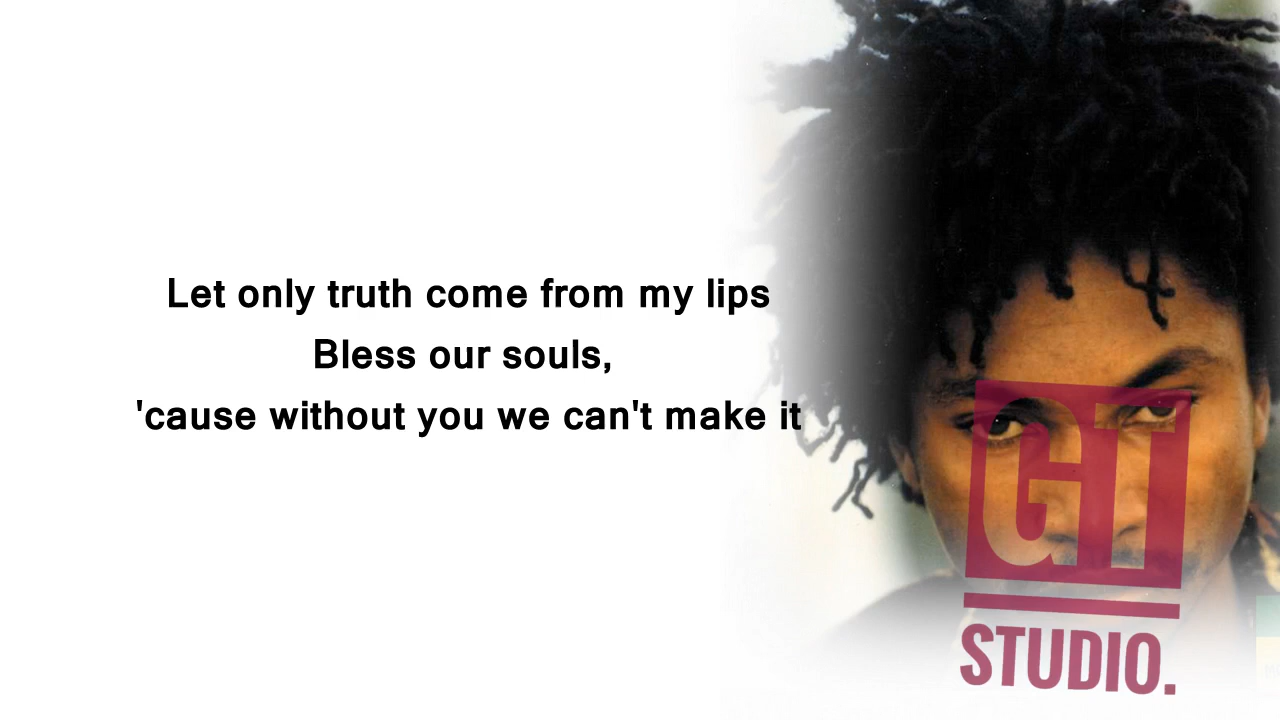 Let only truth come from my lips
Bless our souls,
'cause without you we can't make it
GT
STUDIO.